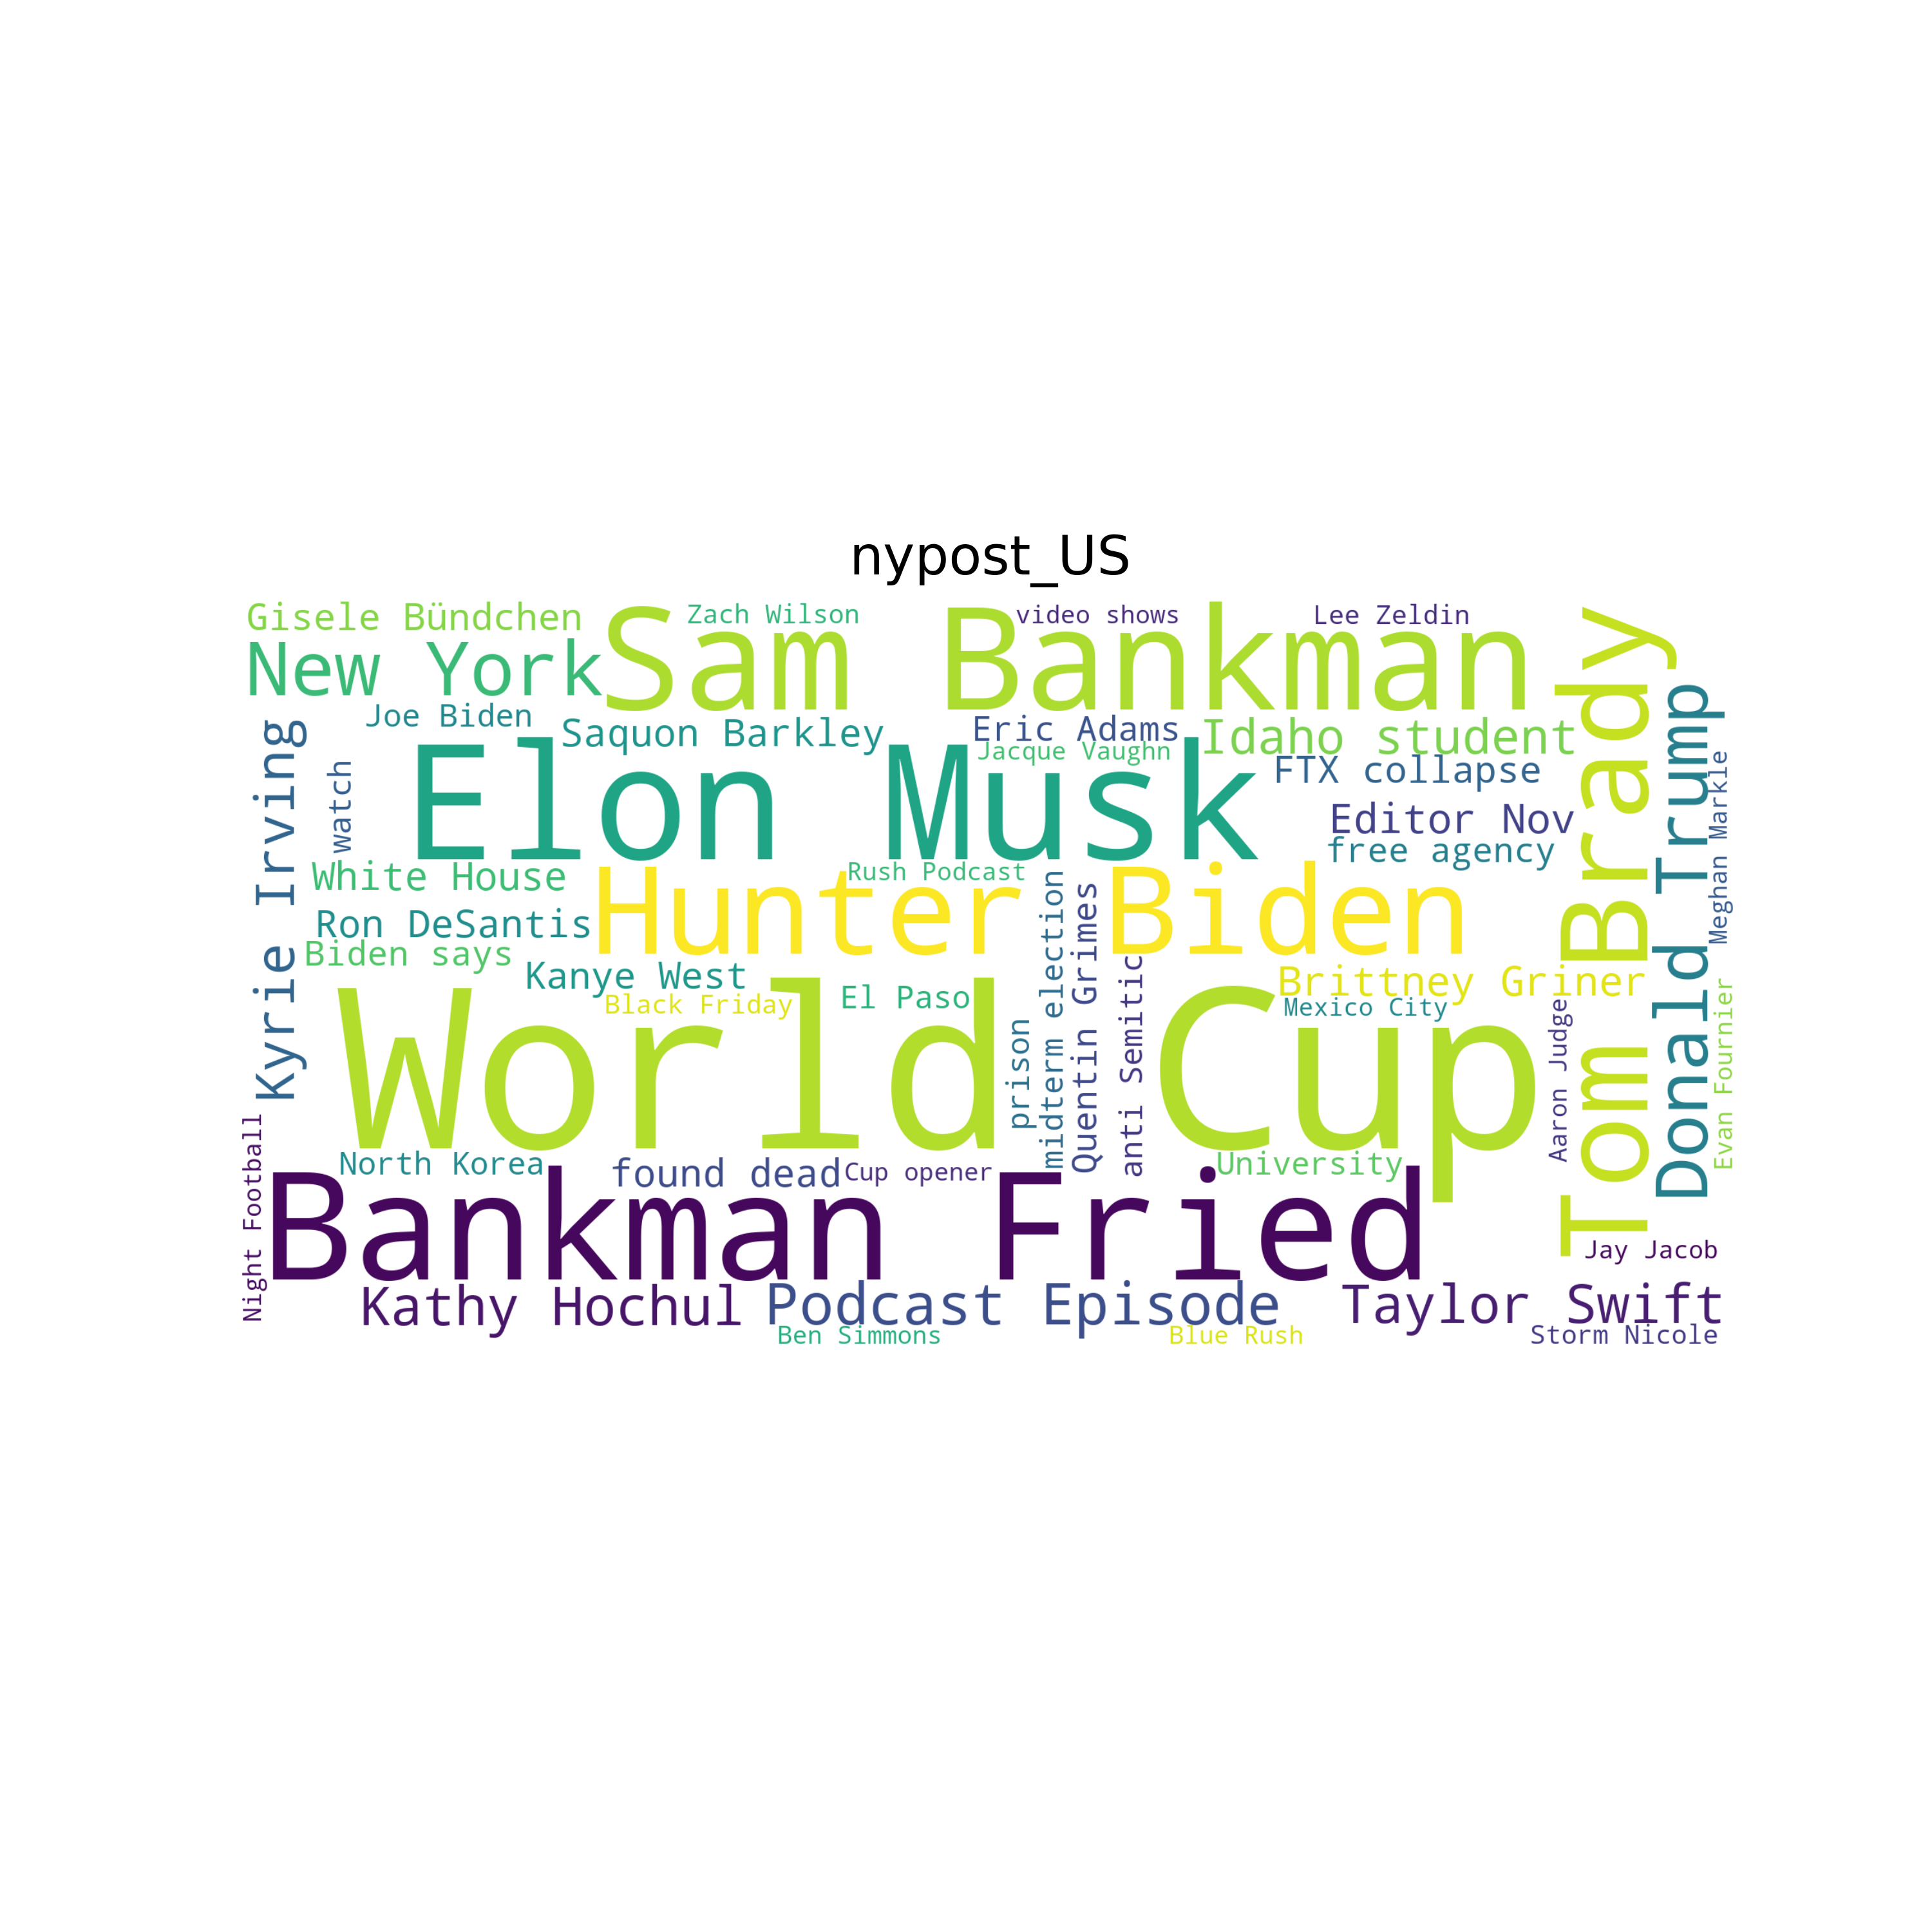 nypost_US
Gisele Bündchen
Zach Wilson
video shows
Lee Zeldin
New York
Sam Bankman
Joe Biden
Saquon Barkley
Eric Adams
Idaho student
Jacque Vaughn
FTX collapse
Elon Musk
watch
Kyrie Irving
Editor Nov
free agency
Tom Brady
Donald Trump
Meghan Markle
White House
Rush Podcast
Hunter Biden
Ron DeSantis
Biden says
Kanye West
Brittney Griner
Black Friday
El Paso
Mexico City
World Cup
prison
midterm election
Quentin Grimes
anti Semitic
Aaron Judge
Evan Fournier
North Korea
found dead
Cup opener
University
Night Football
Bankman Fried
Jay Jacob
Kathy Hochul
Podcast Episode
Taylor Swift
Ben Simmons
Blue Rush
Storm Nicole